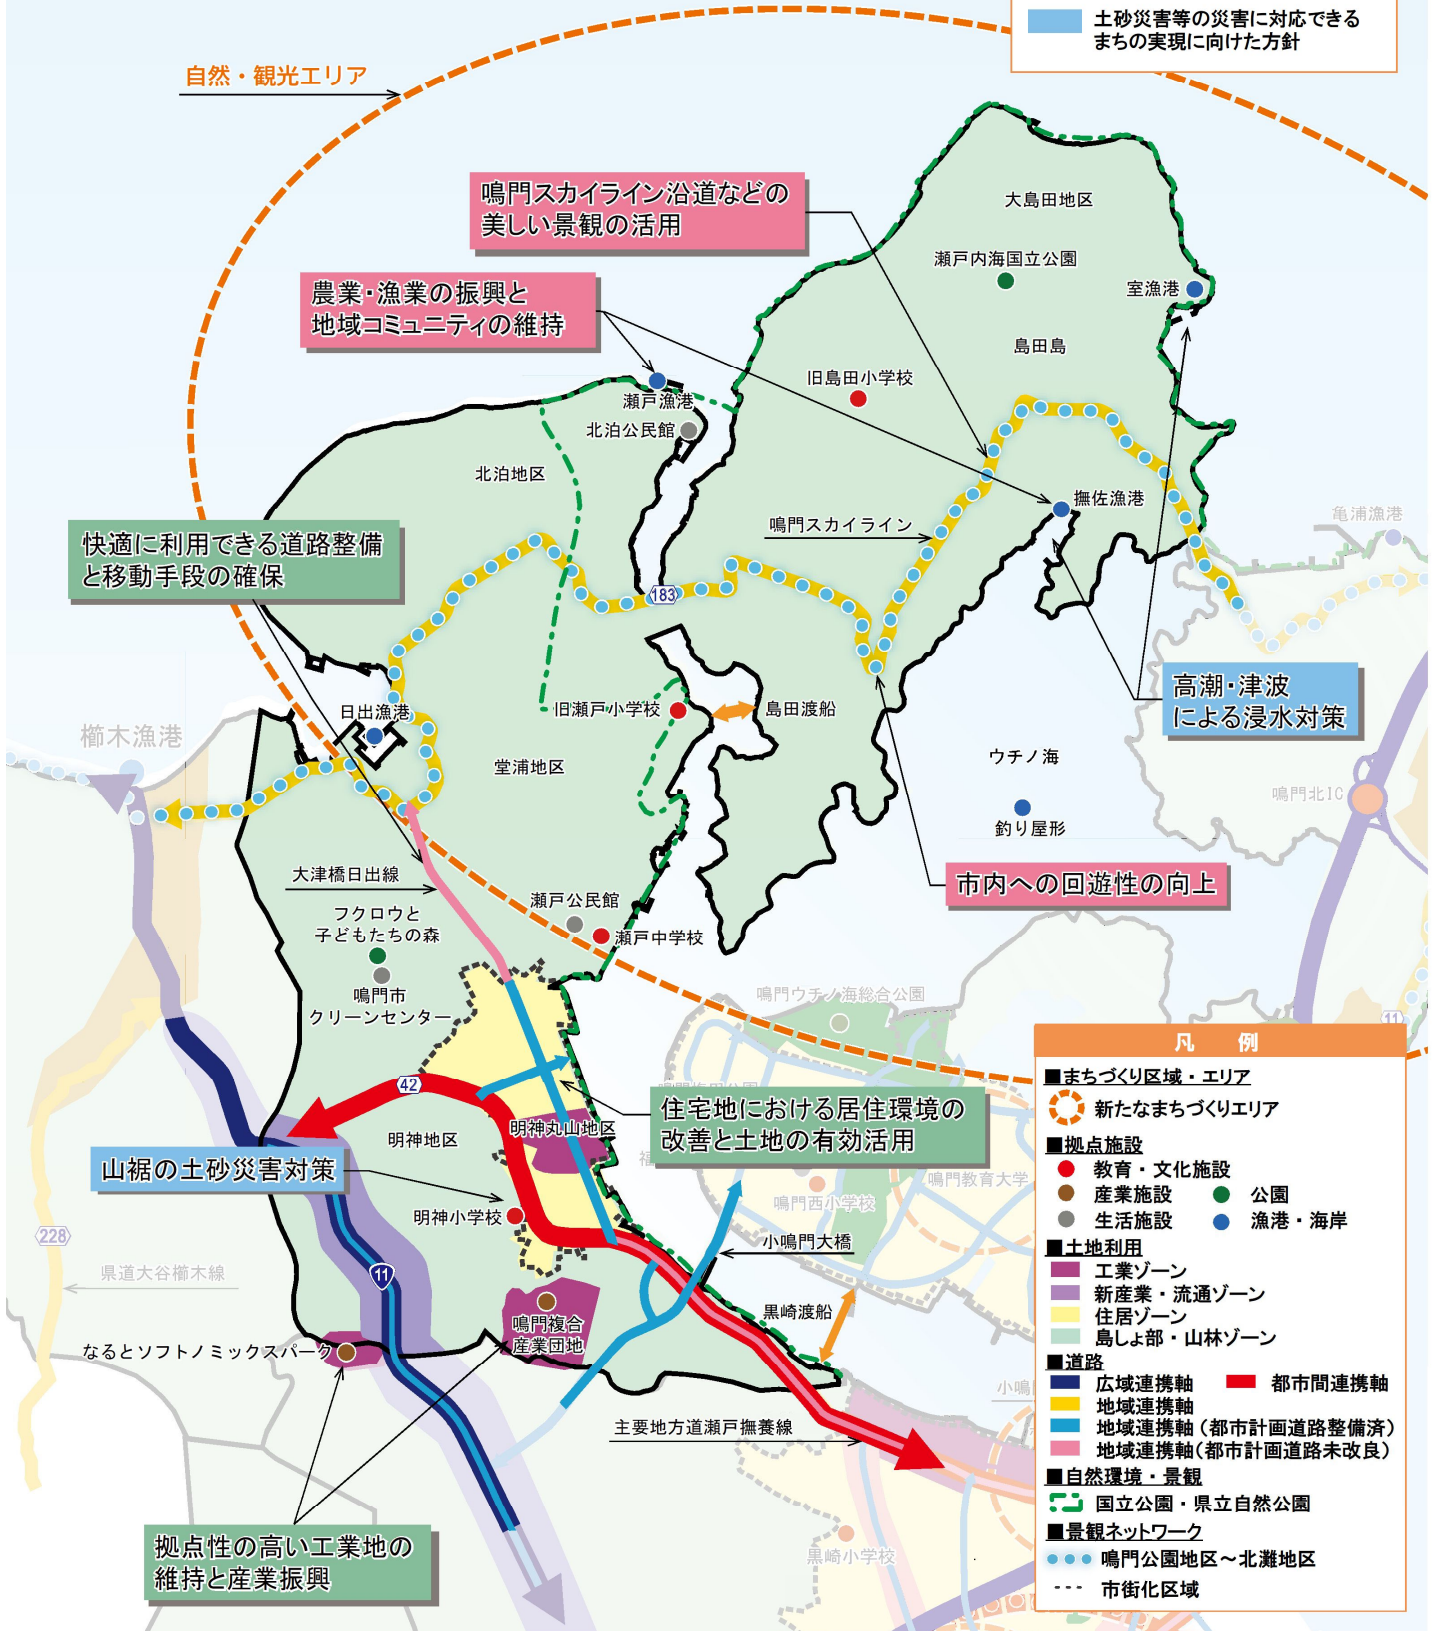 土砂災害等の災害に対応できる
まちの実現に向けた方針
自然・観光エリア
鳴門スカイライン沿道などの
美しい景観の活用
大島田地区
瀬戸内海国立公園
室漁港
農業・漁業の振興と
地域コミュニティの維持
島田島
旧島田小学校
瀬戸漁港
北泊公民館
北泊地区
撫佐漁港
鳴門スカイライン
亀浦漁港
快適に利用できる道路整備
と移動手段の確保
183
高潮・津波
による浸水対策
日出漁港
旧瀬戸小学校
島田渡船
櫛木漁港
ウチノ海
堂浦地区
鳴門北IC
釣り屋形
大津橋日出線
市内への回遊性の向上
瀬戸公民館
フクロウと
子どもたちの森
瀬戸中学校
鳴門市
クリーンセンター
鳴門ウチノ海総合公園
11
42
住宅地における居住環境の
改善と土地の有効活用
明神丸山地区
明神地区
山裾の土砂災害対策
鳴門教育大学
鳴門西小学校
明神小学校
228
小鳴門大橋
県道大谷櫛木線
11
黒崎渡船
鳴門複合
産業団地
なるとソフトノミックスパーク
主要地方道瀬戸撫養線
拠点性の高い工業地の
維持と産業振興
黒崎小学校
凡 例
■まちづくり区域・エリア
新たなまちづくりエリア
■拠点施設
教育・文化施設
産業施設 公園
生活施設 漁港・海岸
■土地利用
工業ゾーン
新産業・流通ゾーン
住居ゾーン
島しょ部・山林ゾーン
■道路
広域連携軸 都市間連携軸
地域連携軸
地域連携軸(都市計画道路整備済)
地域連携軸(都市計画道路未改良)
■自然環境・景観
国立公園・県立自然公園
■景観ネットワーク
鳴門公園地区～北灘地区
市街化区域